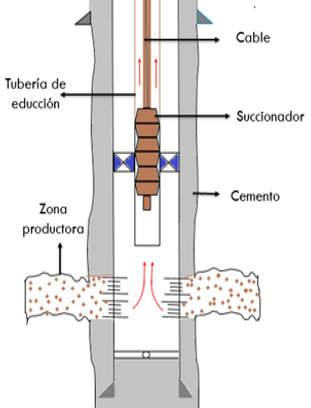 Cable
Tubería de
educción
Succionador
Cemento
Zona
productora